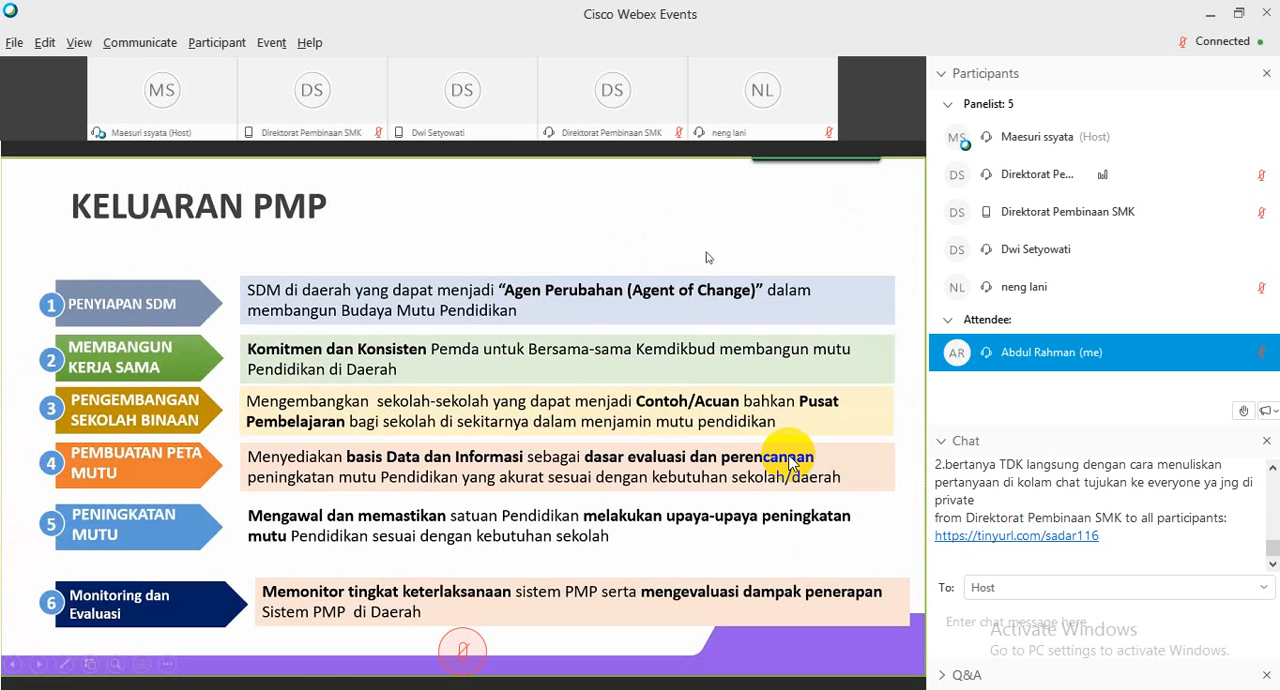 Cisco Webex Events
File Edit View Communicate Participant Event Help
Connected
MS
DS
DS
DS
NL
Maesuri ssyata (Host)
Direktorat Pembinaan SMK
Dwi Setyowati
Direktorat Pembinaan SMK
neng lani
KELUARAN PMP
1 PENYIAPAN SDM
SDM di daerah yang dapat menjadi “Agen Perubahan (Agent of Change)” dalam
membangun Budaya Mutu Pendidikan
2 MEMBANGUN
KERJA SAMA
Komitmen dan Konsisten Pemda untuk Bersama-sama Kemdikbud membangun mutu
Pendidikan di Daerah
3 PENGEMBANGAN
SEKOLAH BINAAN
Mengembangkan sekolah-sekolah yang dapat menjadi Contoh/Acuan bahkan Pusat
Pembelajaran bagi sekolah di sekitarnya dalam menjamin mutu pendidikan
4 PEMBUATAN PETA
MUTU
Menyediakan basis Data dan Informasi sebagai dasar evaluasi dan perencanaan
peningkatan mutu Pendidikan yang akurat sesuai dengan kebutuhan sekolah/daerah
5 PENINGKATAN
MUTU
Mengawal dan memastikan satuan Pendidikan melakukan upaya-upaya peningkatan
mutu Pendidikan sesuai dengan kebutuhan sekolah
6 Monitoring dan
Evaluasi
Memonitor tingkat keterlaksanaan sistem PMP serta mengevaluasi dampak penerapan
Sistem PMP di Daerah
Participants
Panelist: 5
MS Maesuri ssyata (Host)
DS Direktorat Pe...
DS Direktorat Pembinaan SMK
DS Dwi Setyowati
NL neng lani
Attendee:
AR Abdul Rahman (me)
Chat
2.bertanya TDK langsung dengan cara menuliskan
pertanyaan di kolam chat tujukan ke everyone ya jng di
private
from Direktorat Pembinaan SMK to all participants:
https://tinyurl.com/sadar116
To: Host
Enter chat message here
Activate Windows
Go to PC settings to activate Windows.
Q&A